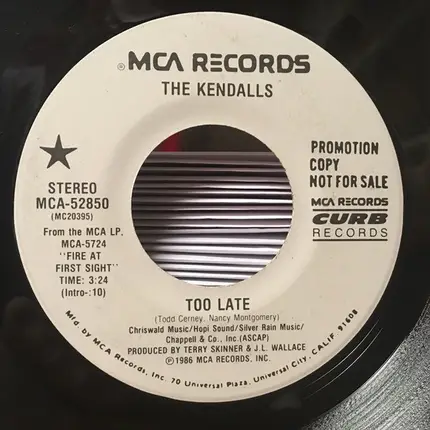 ℗MCA RECORDS
THE KENDALLS
STEREO
MCA-52850
(MC20395)
From the MCA LP.
MCA-5724
"FIRE AT
FIRST SIGHT"
TIME: 3:24
(Intro-:10)
PROMOTION
COPY
NOT FOR SALE
MCA RECORDS
CURB
RECORDS
TOO LATE
(Todd Cerney, Nancy Montgomery)
Chriswald Music/Hopi Sound/Silver Rain Music/
Chappell & Co., Inc.(ASCAP)
PRODUCED BY TERRY SKINNER & J.L. WALLACE
℗1986 MCA RECORDS, INC.
Mfd. by MCA Records, Inc. 70 Universal Plaza, Universal City, CALIF. 91608